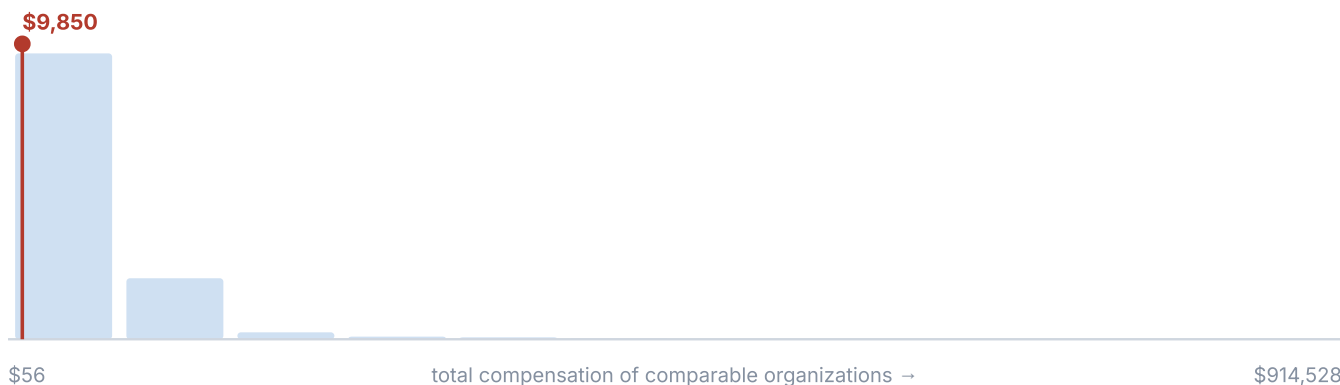 $9,850
$56 total compensation of comparable organizations → $914,528